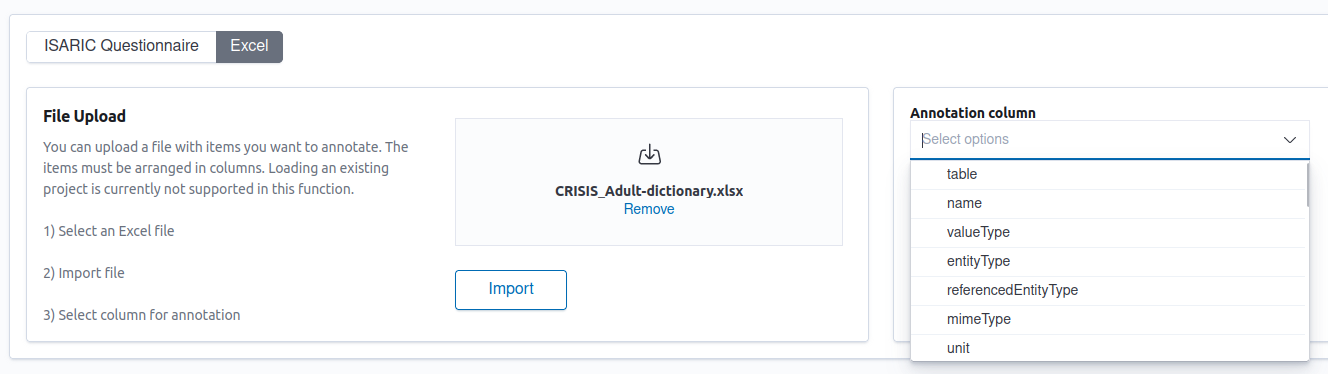 ISARIC Questionnaire
Excel
File Upload
You can upload a file with items you want to annotate. The
items must be arranged in columns. Loading an existing
project is currently not supported in this function.
1) Select an Excel file
2) Import file
3) Select column for annotation
CRISIS_Adult-dictionary.xlsx
Remove
Import
Annotation column
Select options
table
name
valueType
entityType
referencedEntityType
mimeType
unit